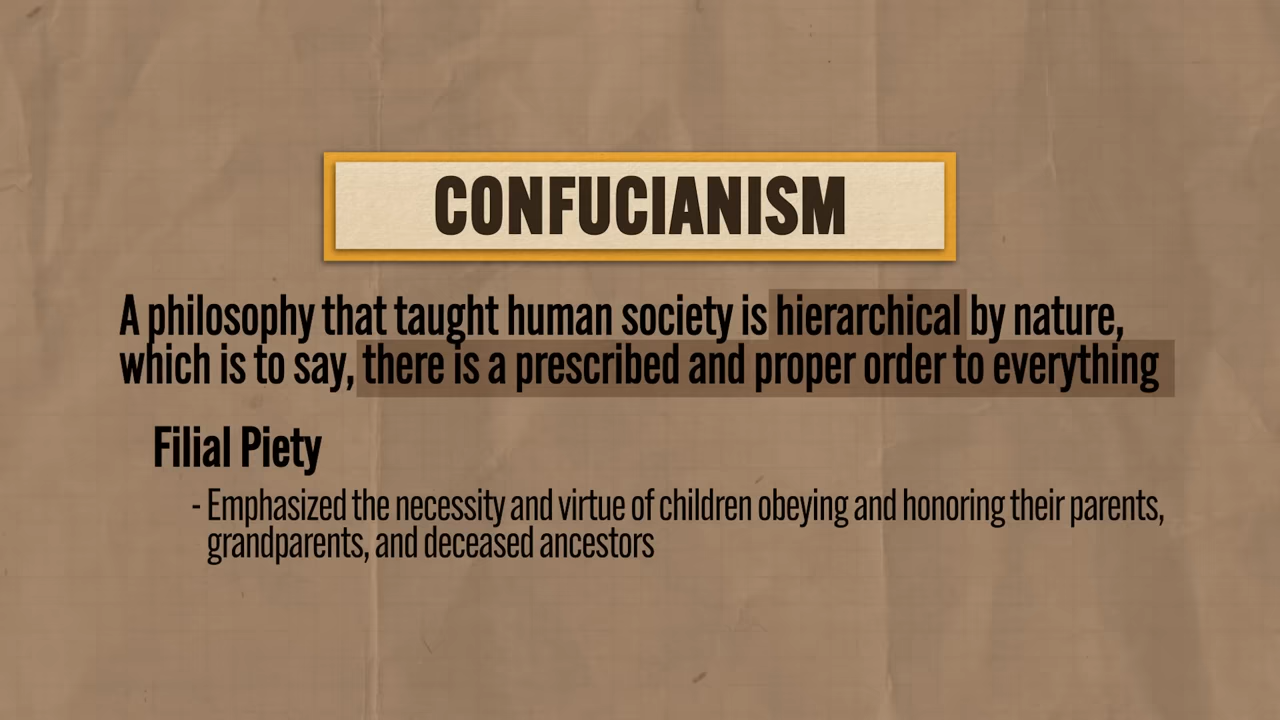 CONFUCIANISM
A philosophy that taught human society is hierarchical by nature,
which is to say, there is a prescribed and proper order to everything
Filial Piety
- Emphasized the necessity and virtue of children obeying and honoring their parents,
grandparents, and deceased ancestors